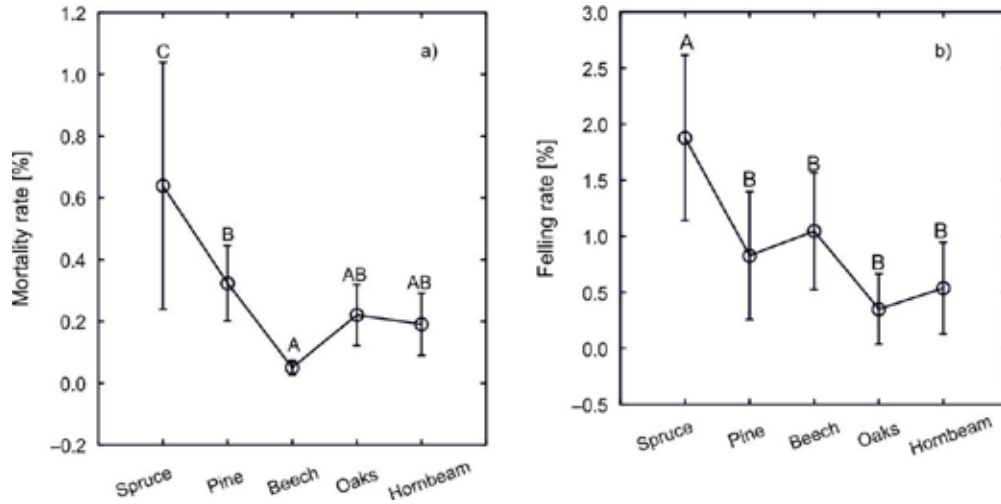 a)
Mortality rate [%]
1.2
1.0
0.8
0.6
0.4
0.2
0.0
–0.2
C
B
A
AB
AB
Spruce
Pine
Beech
Oaks
Hornbeam
b)
Felling rate [%]
3.0
2.5
2.0
1.5
1.0
0.5
0.0
–0.5
A
B
B
B
B
Spruce
Pine
Beech
Oaks
Hornbeam